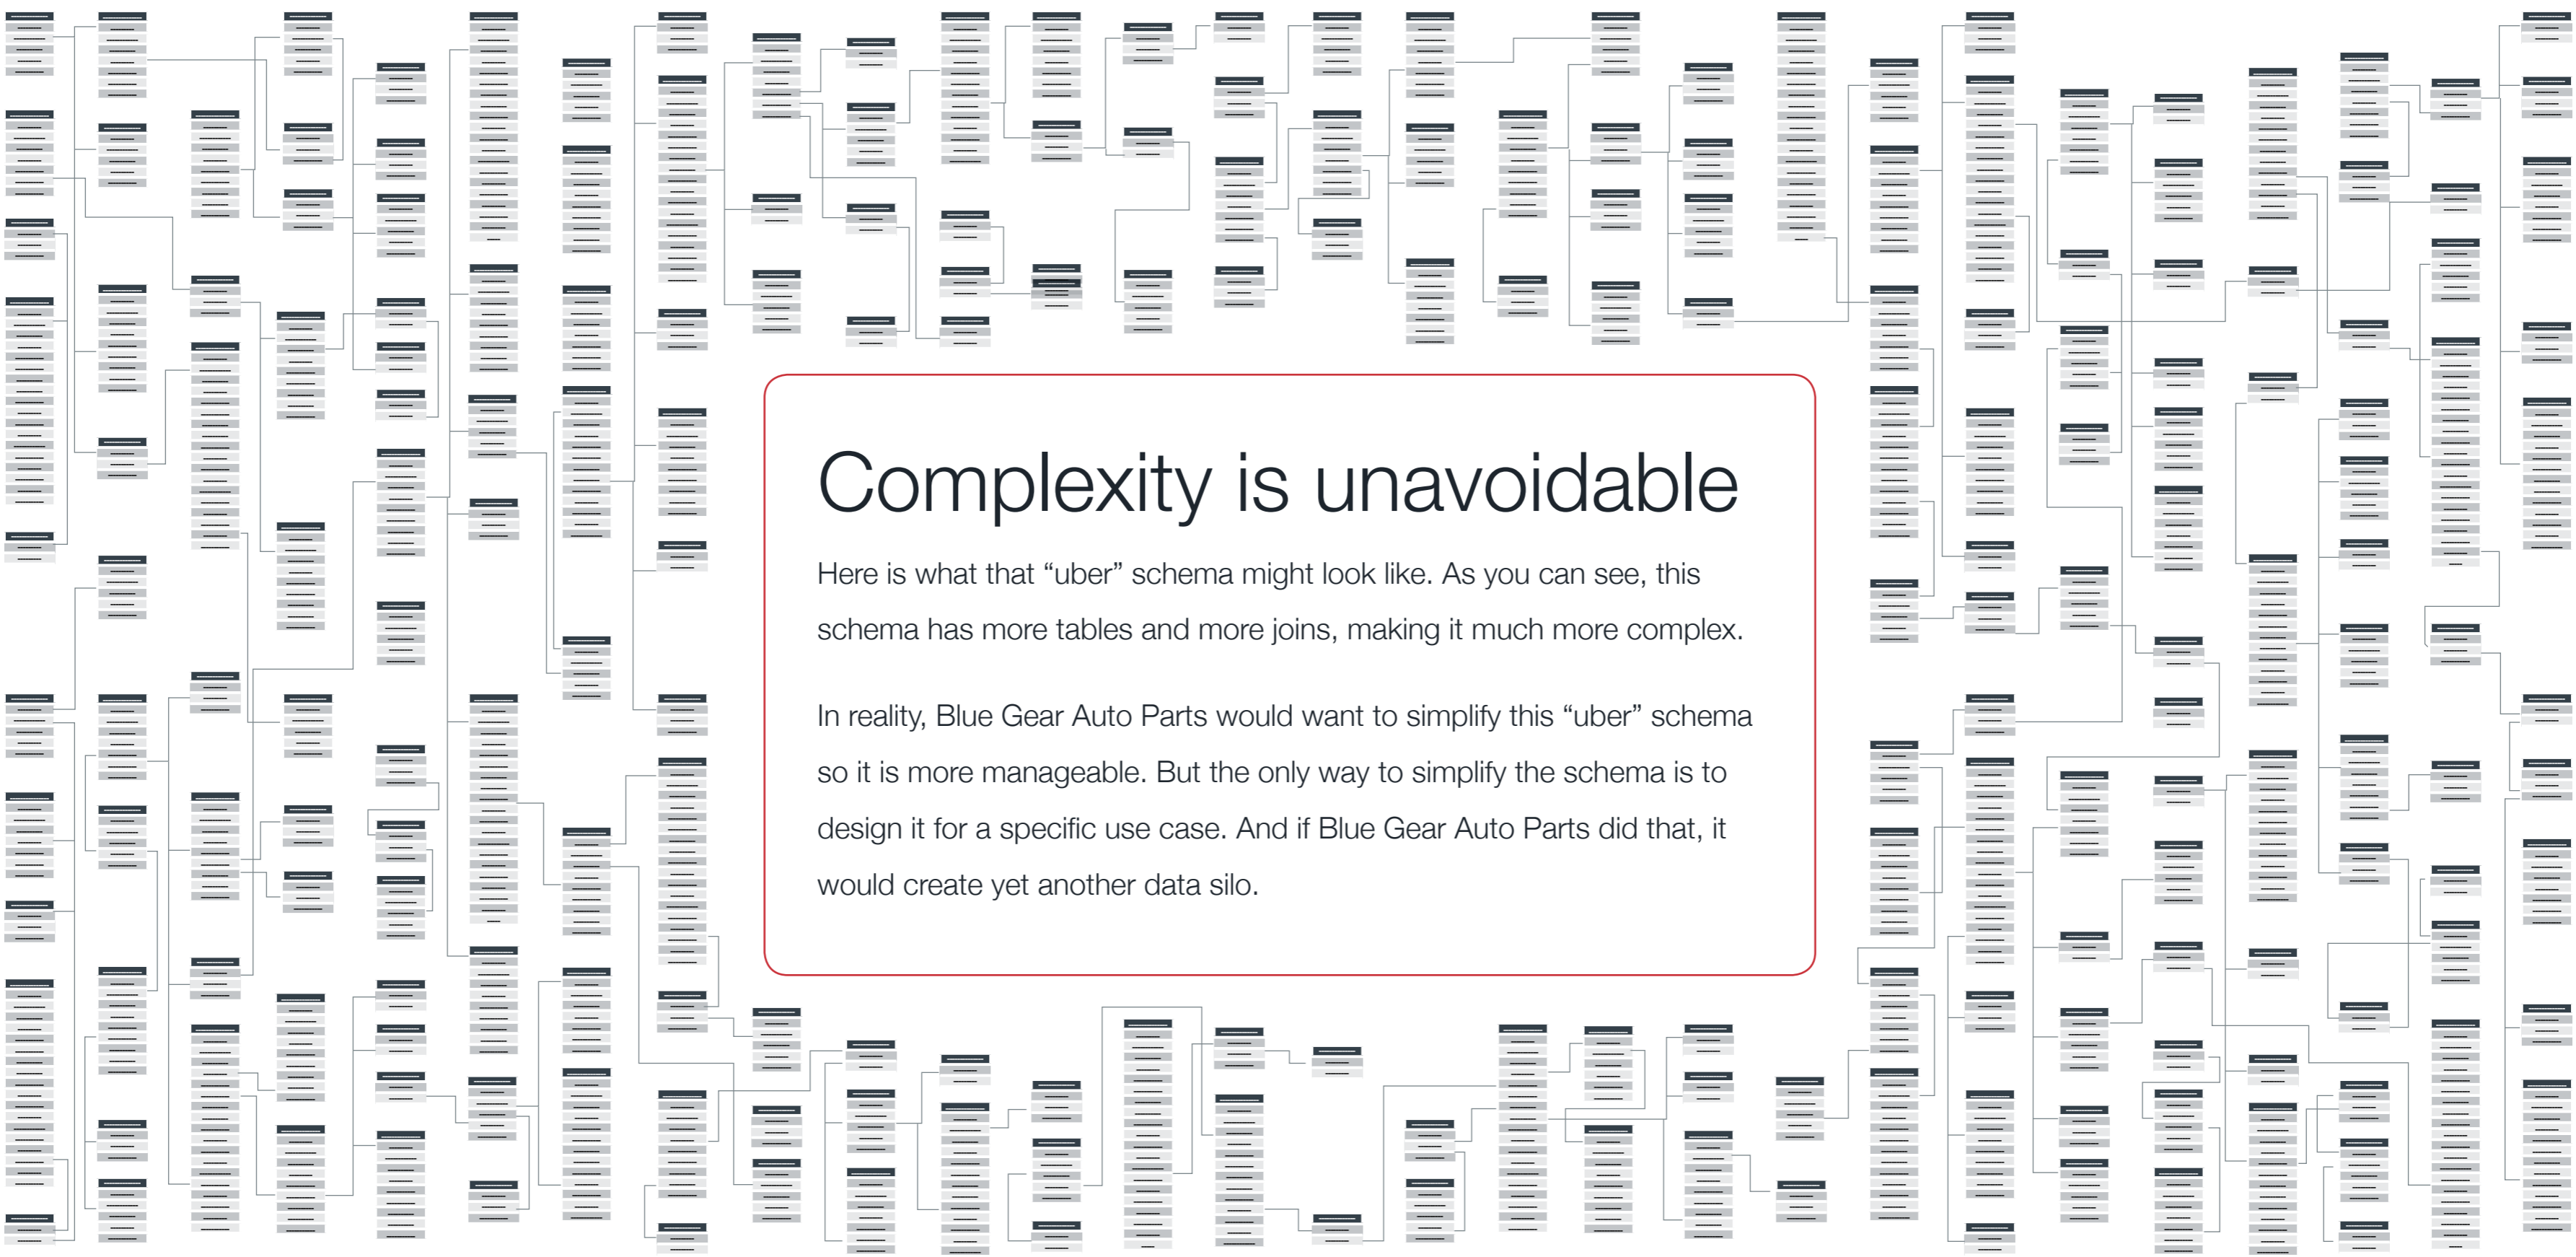 Complexity is unavoidable
Here is what that “uber” schema might look like. As you can see, this
schema has more tables and more joins, making it much more complex.
In reality, Blue Gear Auto Parts would want to simplify this “uber” schema
so it is more manageable. But the only way to simplify the schema is to
design it for a specific use case. And if Blue Gear Auto Parts did that, it
would create yet another data silo.